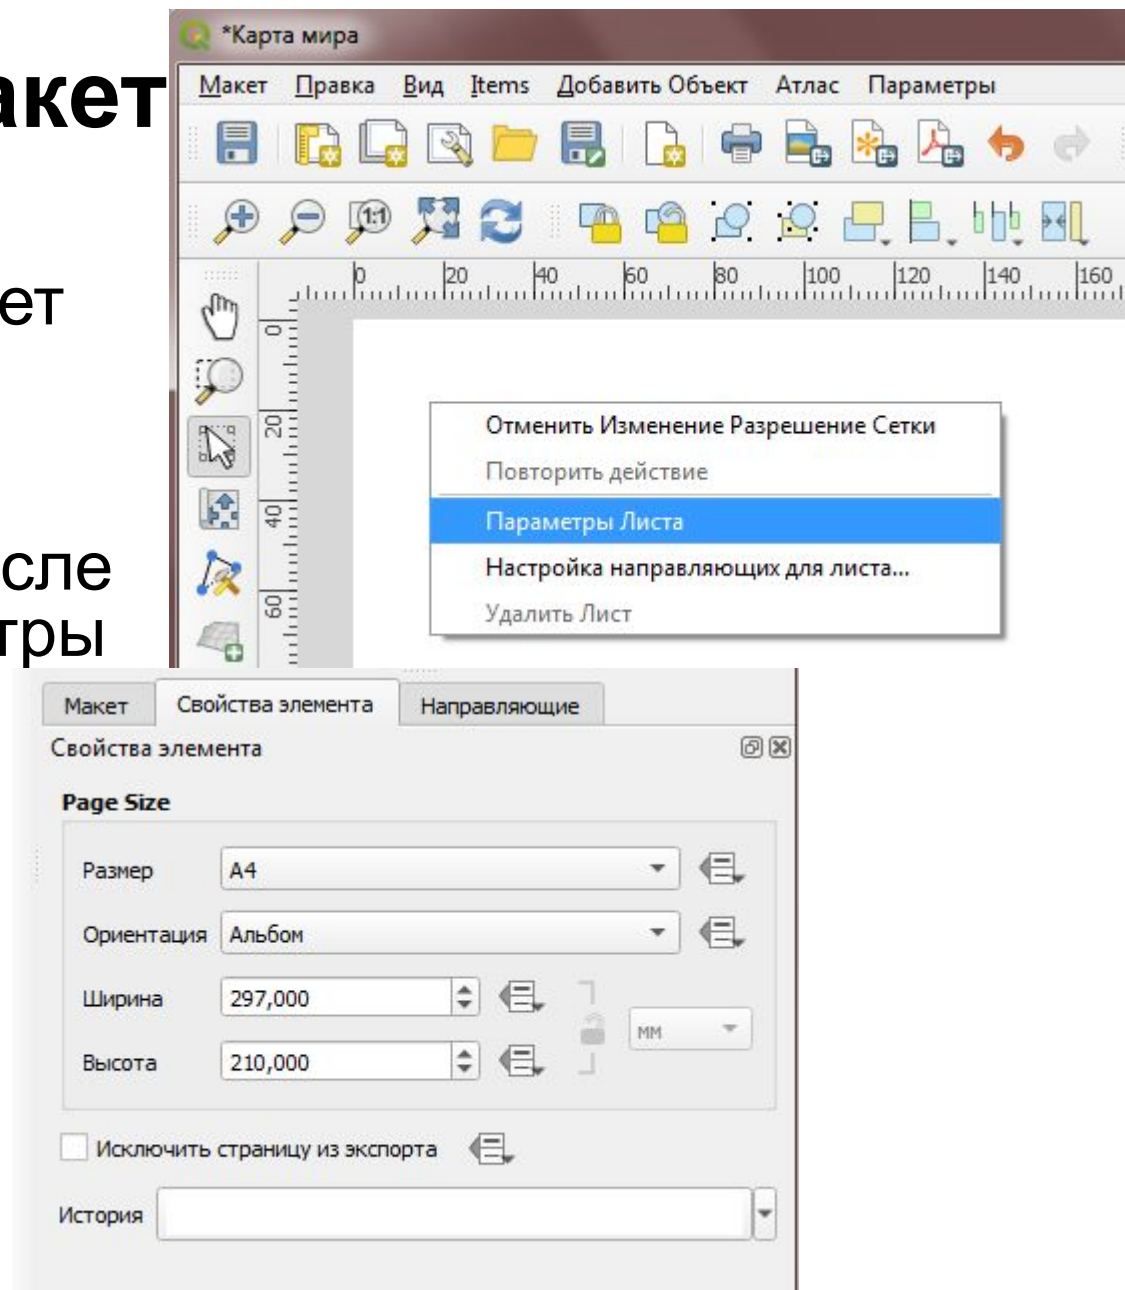 *Карта мира
акет
Макет Правка Вид Items Добавить Объект Атлас Параметры
1:1
0 20 40 60 80 100 120 140 160
ет
0
20
40
60
Отменить Изменение Разрешение Сетки
Повторить действие
Параметры Листа
Настройка направляющих для листа...
Удалить Лист
сле
тры
Макет Свойства элемента Направляющие
Свойства элемента
Page Size
Размер A4
Ориентация Альбом
Ширина 297,000
мм
Высота 210,000
Исключить страницу из экспорта
История